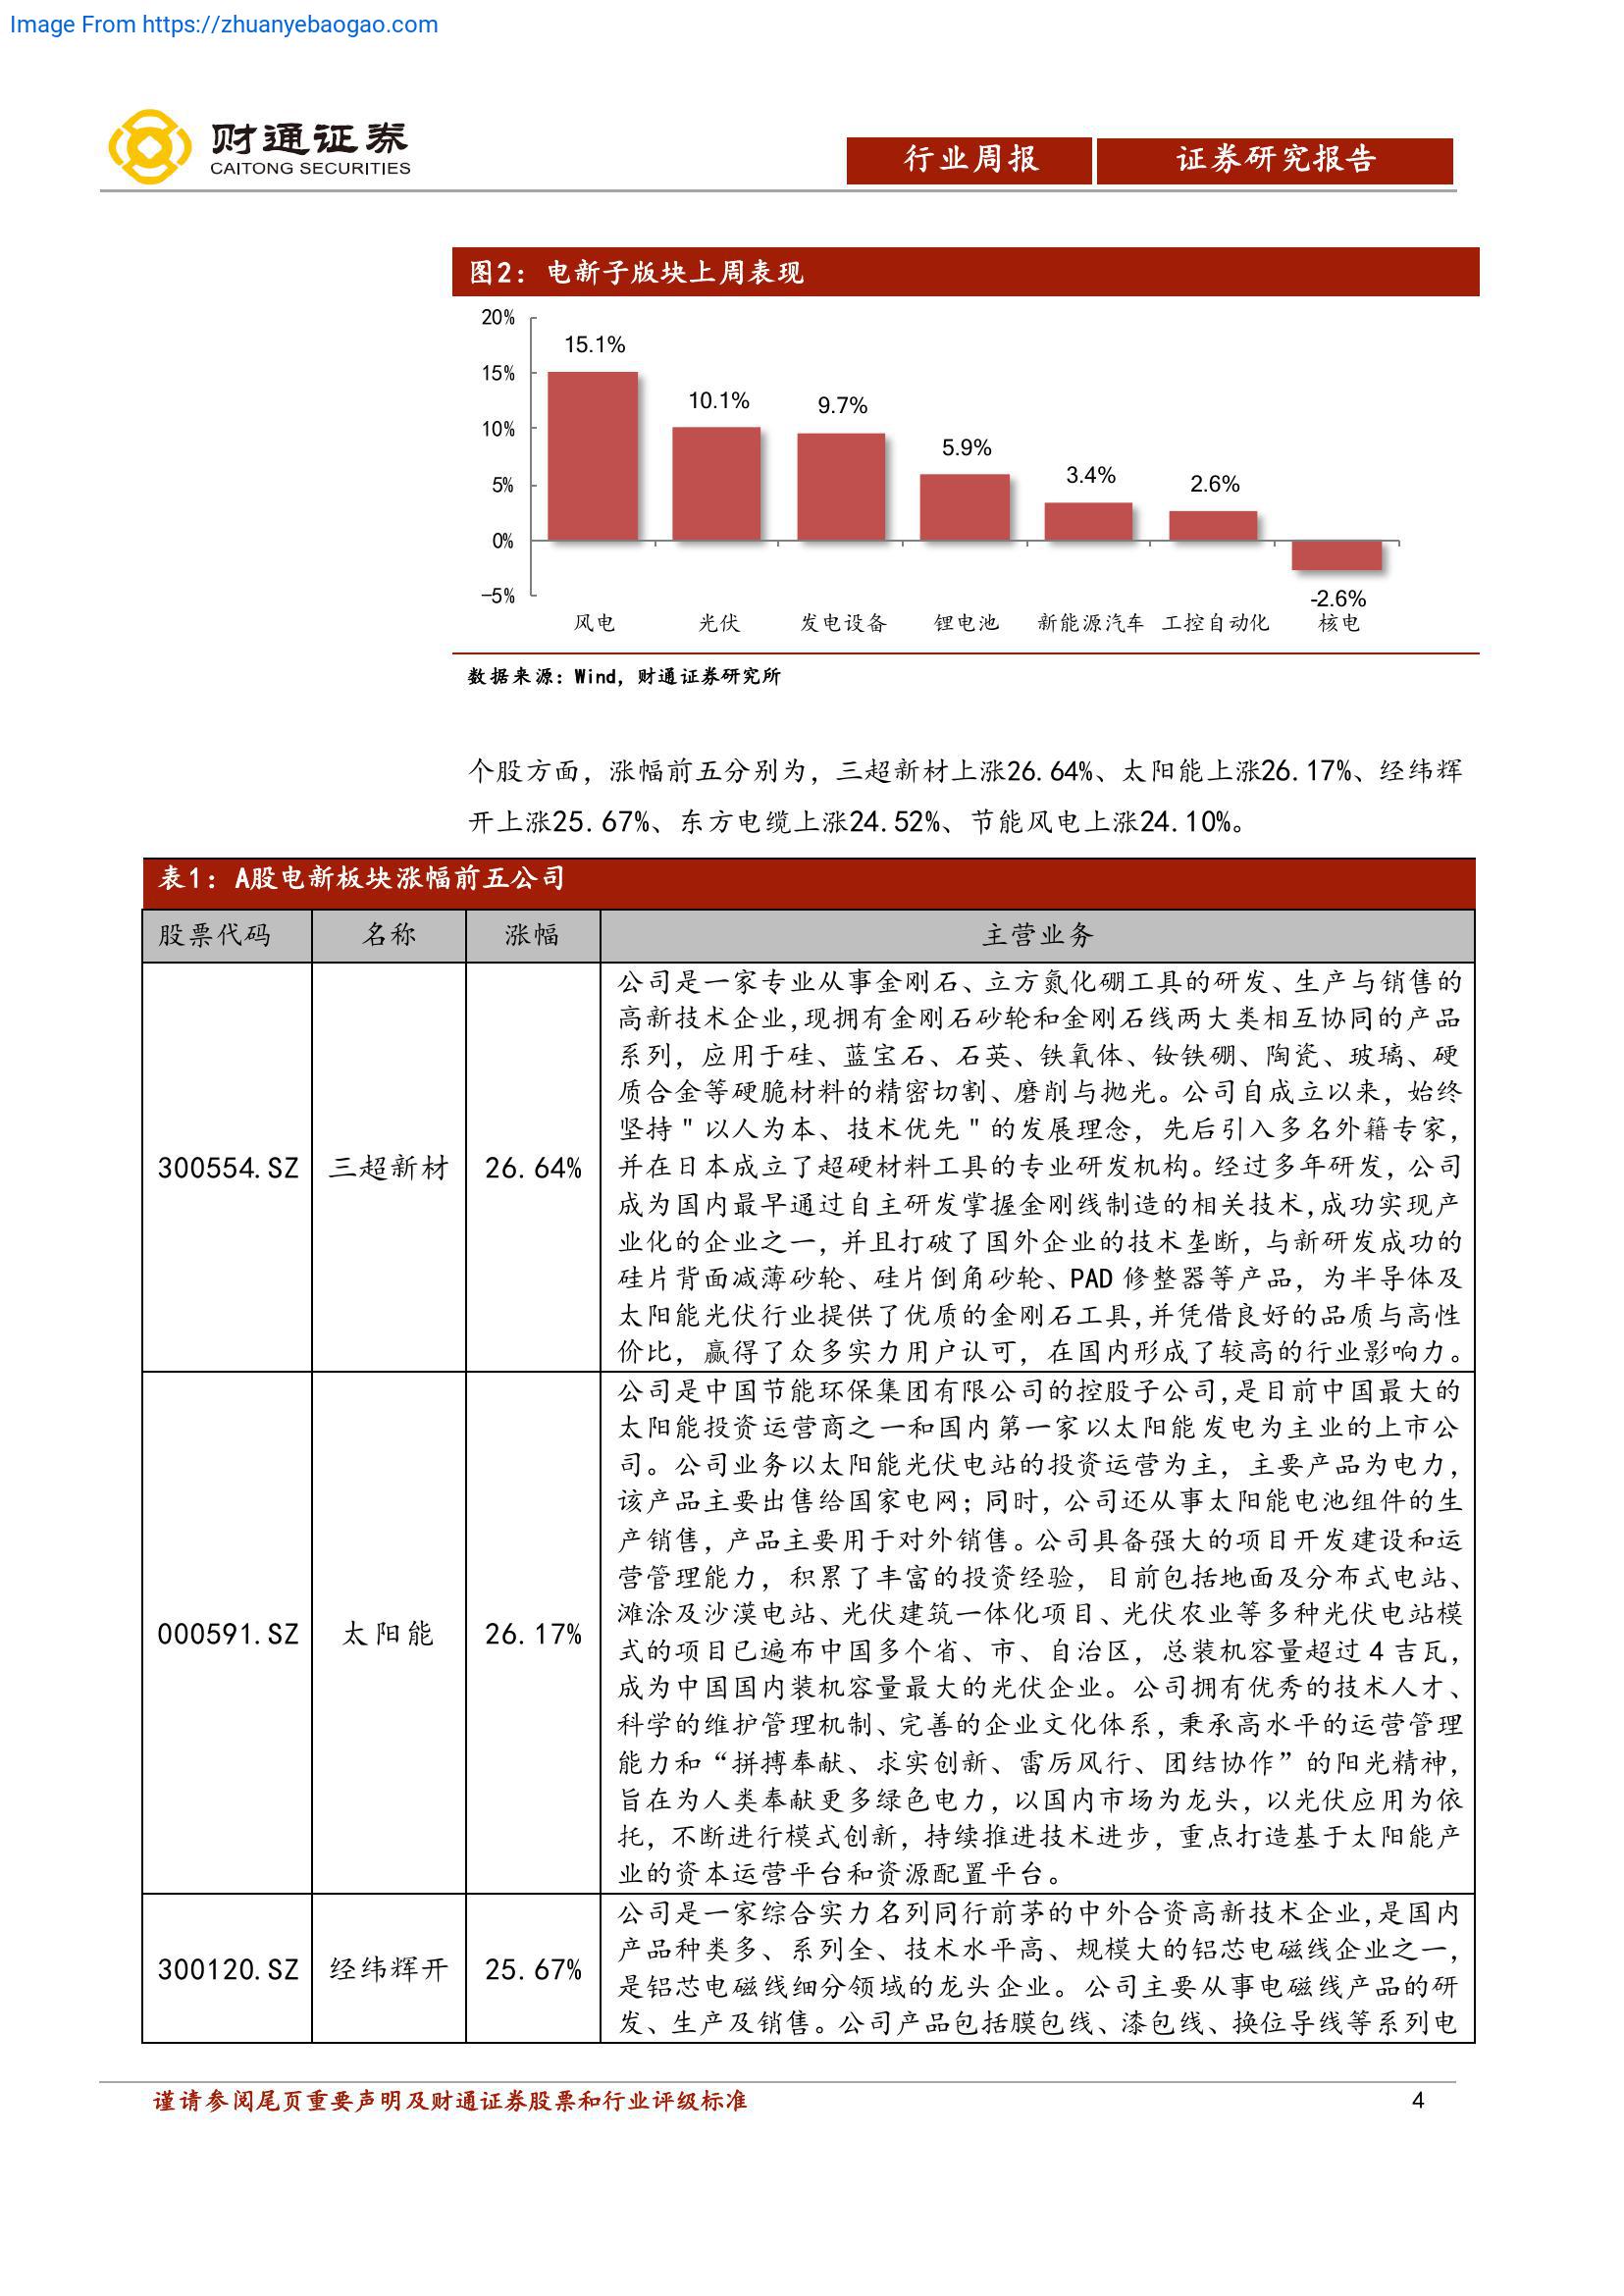 Image From https://zhuanyebaogao.com
财通证券
CAITONG SECURITIES
行业周报
证券研究报告
图2：电新子版块上周表现
20%
15%
10%
5%
0%
-5%
15.1%
10.1%
9.7%
5.9%
3.4%
2.6%
-2.6%
风电
光伏
发电设备
锂电池
新能源汽车
工控自动化
核电
数据来源：Wind，财通证券研究所
个股方面，涨幅前五分别为，三超新材上涨26.64%、太阳能上涨26.17%、经纬辉
开上涨25.67%、东方电缆上涨24.52%、节能风电上涨24.10%。
表1：A股电新板块涨幅前五公司
股票代码 名称 涨幅 主营业务
300554.SZ 三超新材 26.64%
公司是一家专业从事金刚石、立方氮化硼工具的研发、生产与销售的
高新技术企业,现拥有金刚石砂轮和金刚石线两大类相互协同的产品
系列，应用于硅、蓝宝石、石英、铁氧体、钕铁硼、陶瓷、玻璃、硬
质合金等硬脆材料的精密切割、磨削与抛光。公司自成立以来，始终
坚持＂以人为本、技术优先＂的发展理念，先后引入多名外籍专家，
并在日本成立了超硬材料工具的专业研发机构。经过多年研发，公司
成为国内最早通过自主研发掌握金刚线制造的相关技术,成功实现产
业化的企业之一，并且打破了国外企业的技术垄断，与新研发成功的
硅片背面减薄砂轮、硅片倒角砂轮、PAD 修整器等产品，为半导体及
太阳能光伏行业提供了优质的金刚石工具,并凭借良好的品质与高性
价比，赢得了众多实力用户认可，在国内形成了较高的行业影响力。
000591.SZ 太阳能 26.17%
公司是中国节能环保集团有限公司的控股子公司,是目前中国最大的
太阳能投资运营商之一和国内第一家以太阳能发电为主业的上市公
司。公司业务以太阳能光伏电站的投资运营为主，主要产品为电力，
该产品主要出售给国家电网；同时，公司还从事太阳能电池组件的生
产销售，产品主要用于对外销售。公司具备强大的项目开发建设和运
营管理能力，积累了丰富的投资经验，目前包括地面及分布式电站、
滩涂及沙漠电站、光伏建筑一体化项目、光伏农业等多种光伏电站模
式的项目已遍布中国多个省、市、自治区，总装机容量超过 4 吉瓦，
成为中国国内装机容量最大的光伏企业。公司拥有优秀的技术人才、
科学的维护管理机制、完善的企业文化体系，秉承高水平的运营管理
能力和“拼搏奉献、求实创新、雷厉风行、团结协作”的阳光精神，
旨在为人类奉献更多绿色电力，以国内市场为龙头，以光伏应用为依
托，不断进行模式创新，持续推进技术进步，重点打造基于太阳能产
业的资本运营平台和资源配置平台。
300120.SZ 经纬辉开 25.67%
公司是一家综合实力名列同行前茅的中外合资高新技术企业,是国内
产品种类多、系列全、技术水平高、规模大的铝芯电磁线企业之一，
是铝芯电磁线细分领域的龙头企业。公司主要从事电磁线产品的研
发、生产及销售。公司产品包括膜包线、漆包线、换位导线等系列电
谨请参阅尾页重要声明及财通证券股票和行业评级标准
4